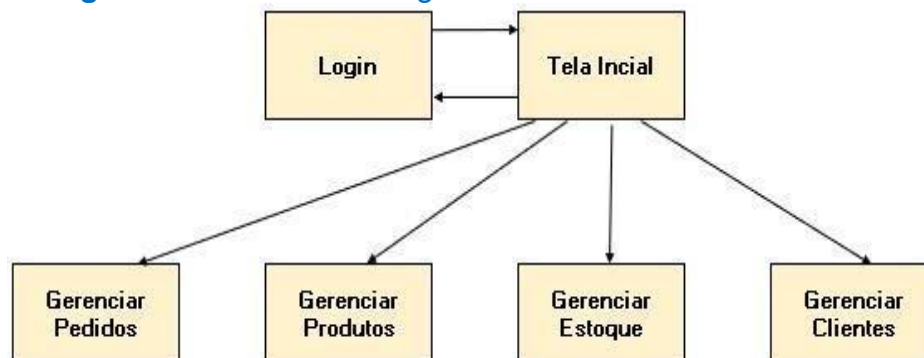 Login
Tela Incial
Gerenciar
Pedidos
Gerenciar
Produtos
Gerenciar
Estoque
Gerenciar
Clientes